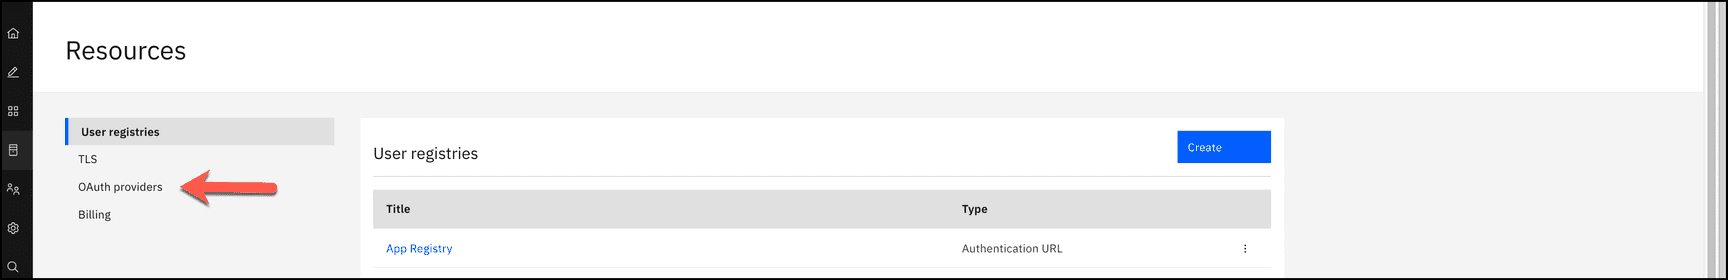 Resources
User registries
TLS
OAuth providers
Billing
User registries
Create
Title
Type
App Registry
Authentication URL